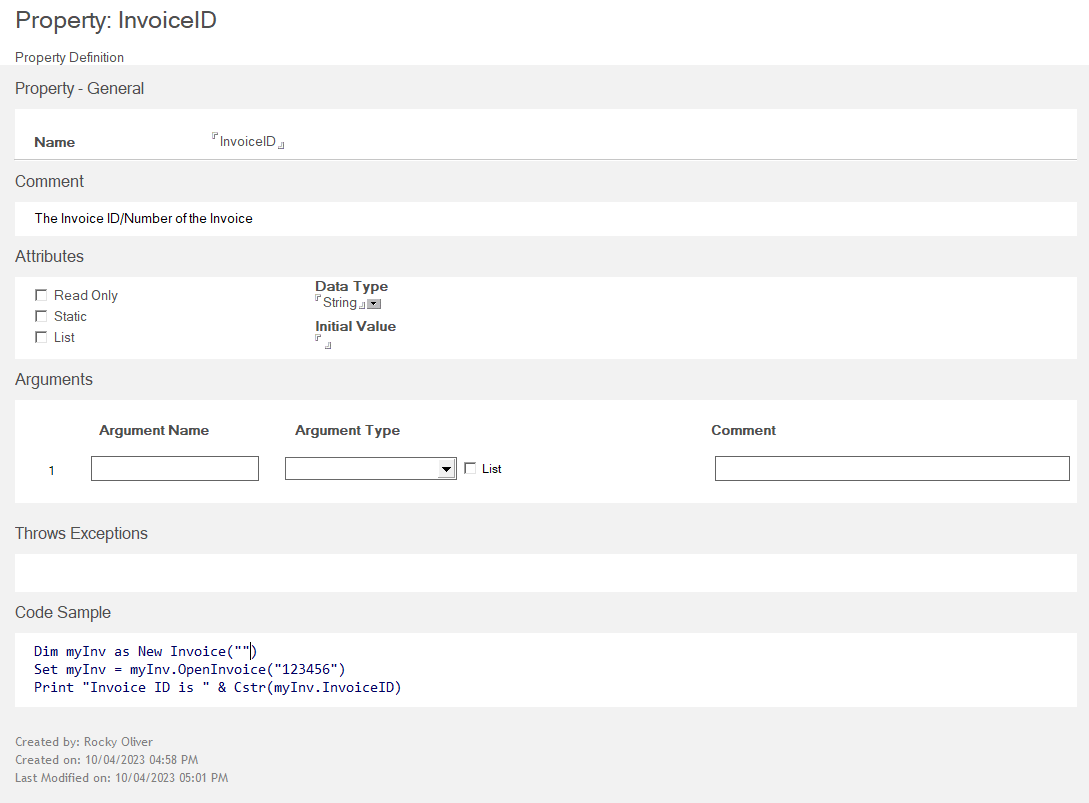 Property: InvoiceID
Property Definition
Property - General
Name InvoiceID
Comment
The Invoice ID/Number of the Invoice
Attributes
Read Only
Static
List
Data Type
String
Initial Value
Arguments
Argument Name Argument Type Comment
1 List
Throws Exceptions
Code Sample
Dim myInv as New Invoice("")
Set myInv = myInv.OpenInvoice("123456")
Print "Invoice ID is " & Cstr(myInv.InvoiceID)
Created by: Rocky Oliver
Created on: 10/04/2023 04:58 PM
Last Modified on: 10/04/2023 05:01 PM